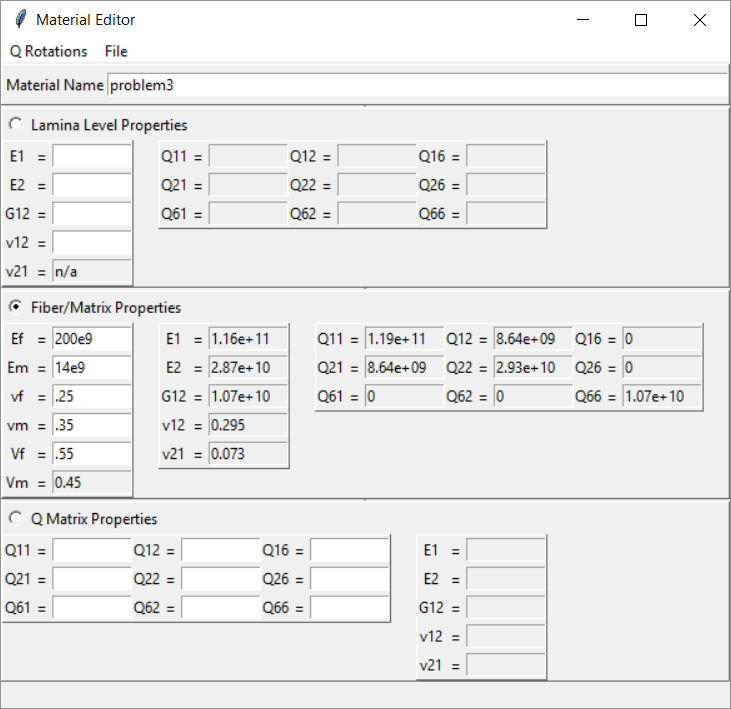 Material Editor
Q Rotations File
Material Name problem3
Lamina Level Properties
E1 = Q11 = Q12 = Q16 =
E2 = Q21 = Q22 = Q26 =
G12 = Q61 = Q62 = Q66 =
v12 =
v21 = n/a
Fiber/Matrix Properties
Ef = 200e9 E1 = 1.16e+11 Q11 = 1.19e+11 Q12 = 8.64e+09 Q16 = 0
Em = 14e9 E2 = 2.87e+10 Q21 = 8.64e+09 Q22 = 2.93e+10 Q26 = 0
vf = .25 G12 = 1.07e+10 Q61 = 0 Q62 = 0 Q66 = 1.07e+10
vm = .35 v12 = 0.295
Vf = .55 v21 = 0.073
Vm = 0.45
Q Matrix Properties
Q11 = Q12 = Q16 = E1 =
Q21 = Q22 = Q26 = E2 =
Q61 = Q62 = Q66 = G12 =
v12 =
v21 =